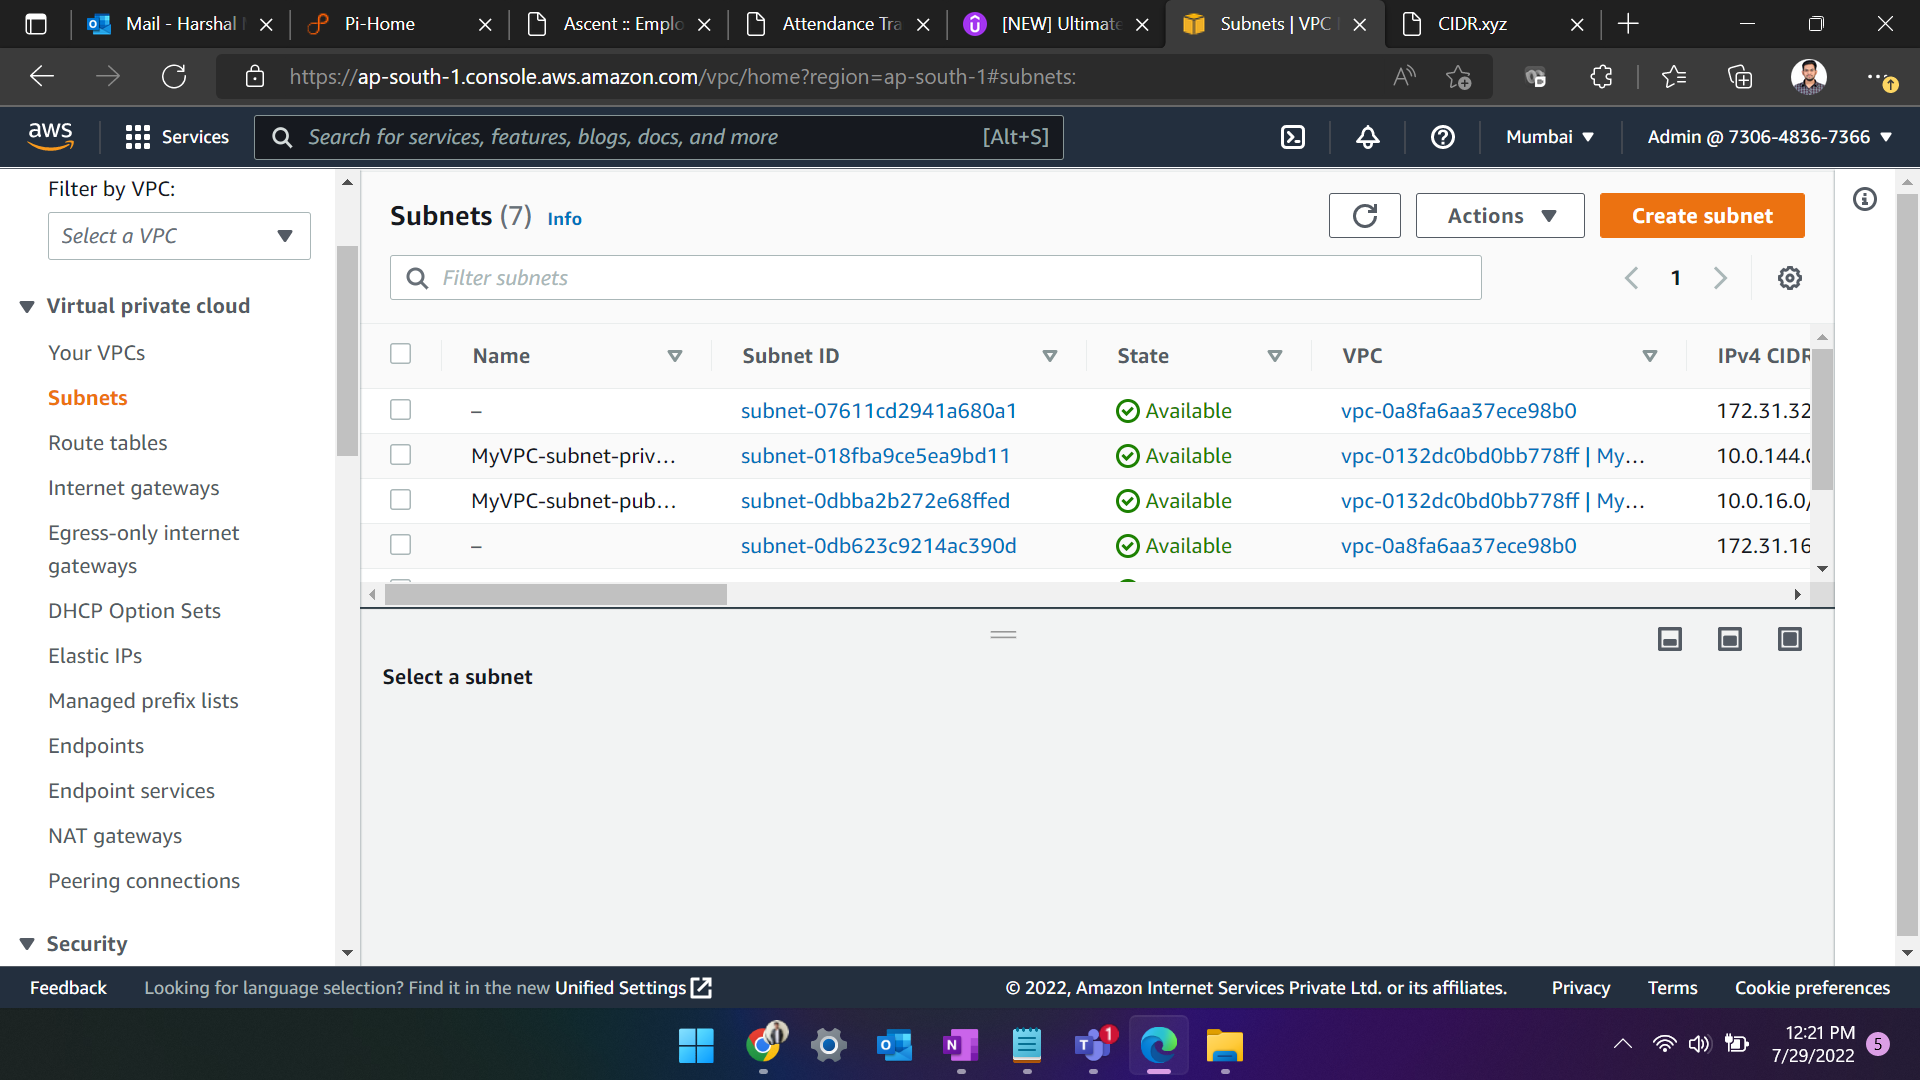 Mail - Harshal
Pi-Home
Ascent :: Emplo
Attendance Tra
[NEW] Ultimate
Subnets | VPC
CIDR.xyz
https://ap-south-1.console.aws.amazon.com/vpc/home?region=ap-south-1#subnets:
aws
Services
Search for services, features, blogs, docs, and more
[Alt+S]
Mumbai
Admin @ 7306-4836-7366
Filter by VPC:
Select a VPC
Virtual private cloud
Your VPCs
Subnets
Route tables
Internet gateways
Egress-only internet
gateways
DHCP Option Sets
Elastic IPs
Managed prefix lists
Endpoints
Endpoint services
NAT gateways
Peering connections
Security
Subnets (7) Info
Actions
Create subnet
Filter subnets
1
Name Subnet ID State VPC IPv4 CIDR
– subnet-07611cd2941a680a1 Available vpc-0a8fa6aa37ece98b0 172.31.32
MyVPC-subnet-priv... subnet-018fba9ce5ea9bd11 Available vpc-0132dc0bd0bb778ff | My... 10.0.144.0
MyVPC-subnet-pub... subnet-0dbba2b272e68ffed Available vpc-0132dc0bd0bb778ff | My... 10.0.16.0/
– subnet-0db623c9214ac390d Available vpc-0a8fa6aa37ece98b0 172.31.16
Select a subnet
Feedback
Looking for language selection? Find it in the new Unified Settings
© 2022, Amazon Internet Services Private Ltd. or its affiliates.
Privacy
Terms
Cookie preferences
1
12:21 PM
7/29/2022
5